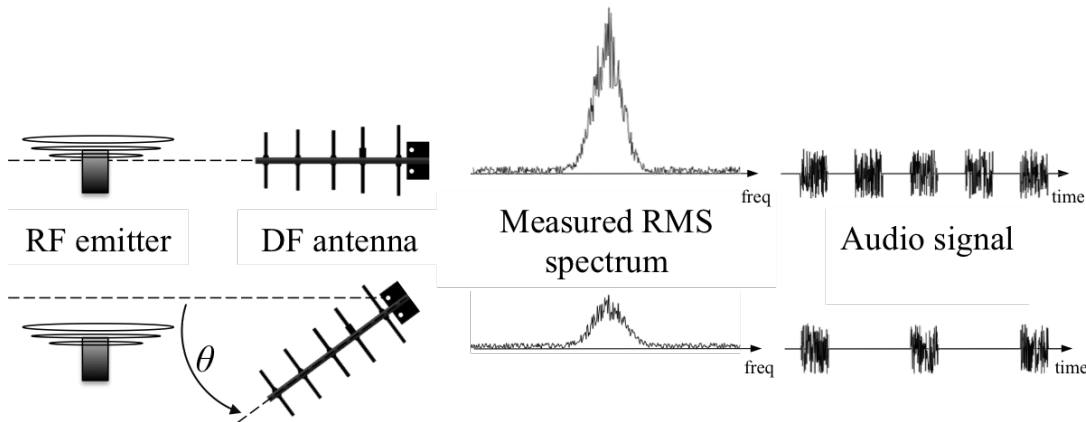 freq
time
RF emitter
DF antenna
Measured RMS
spectrum
Audio signal
θ
freq
time